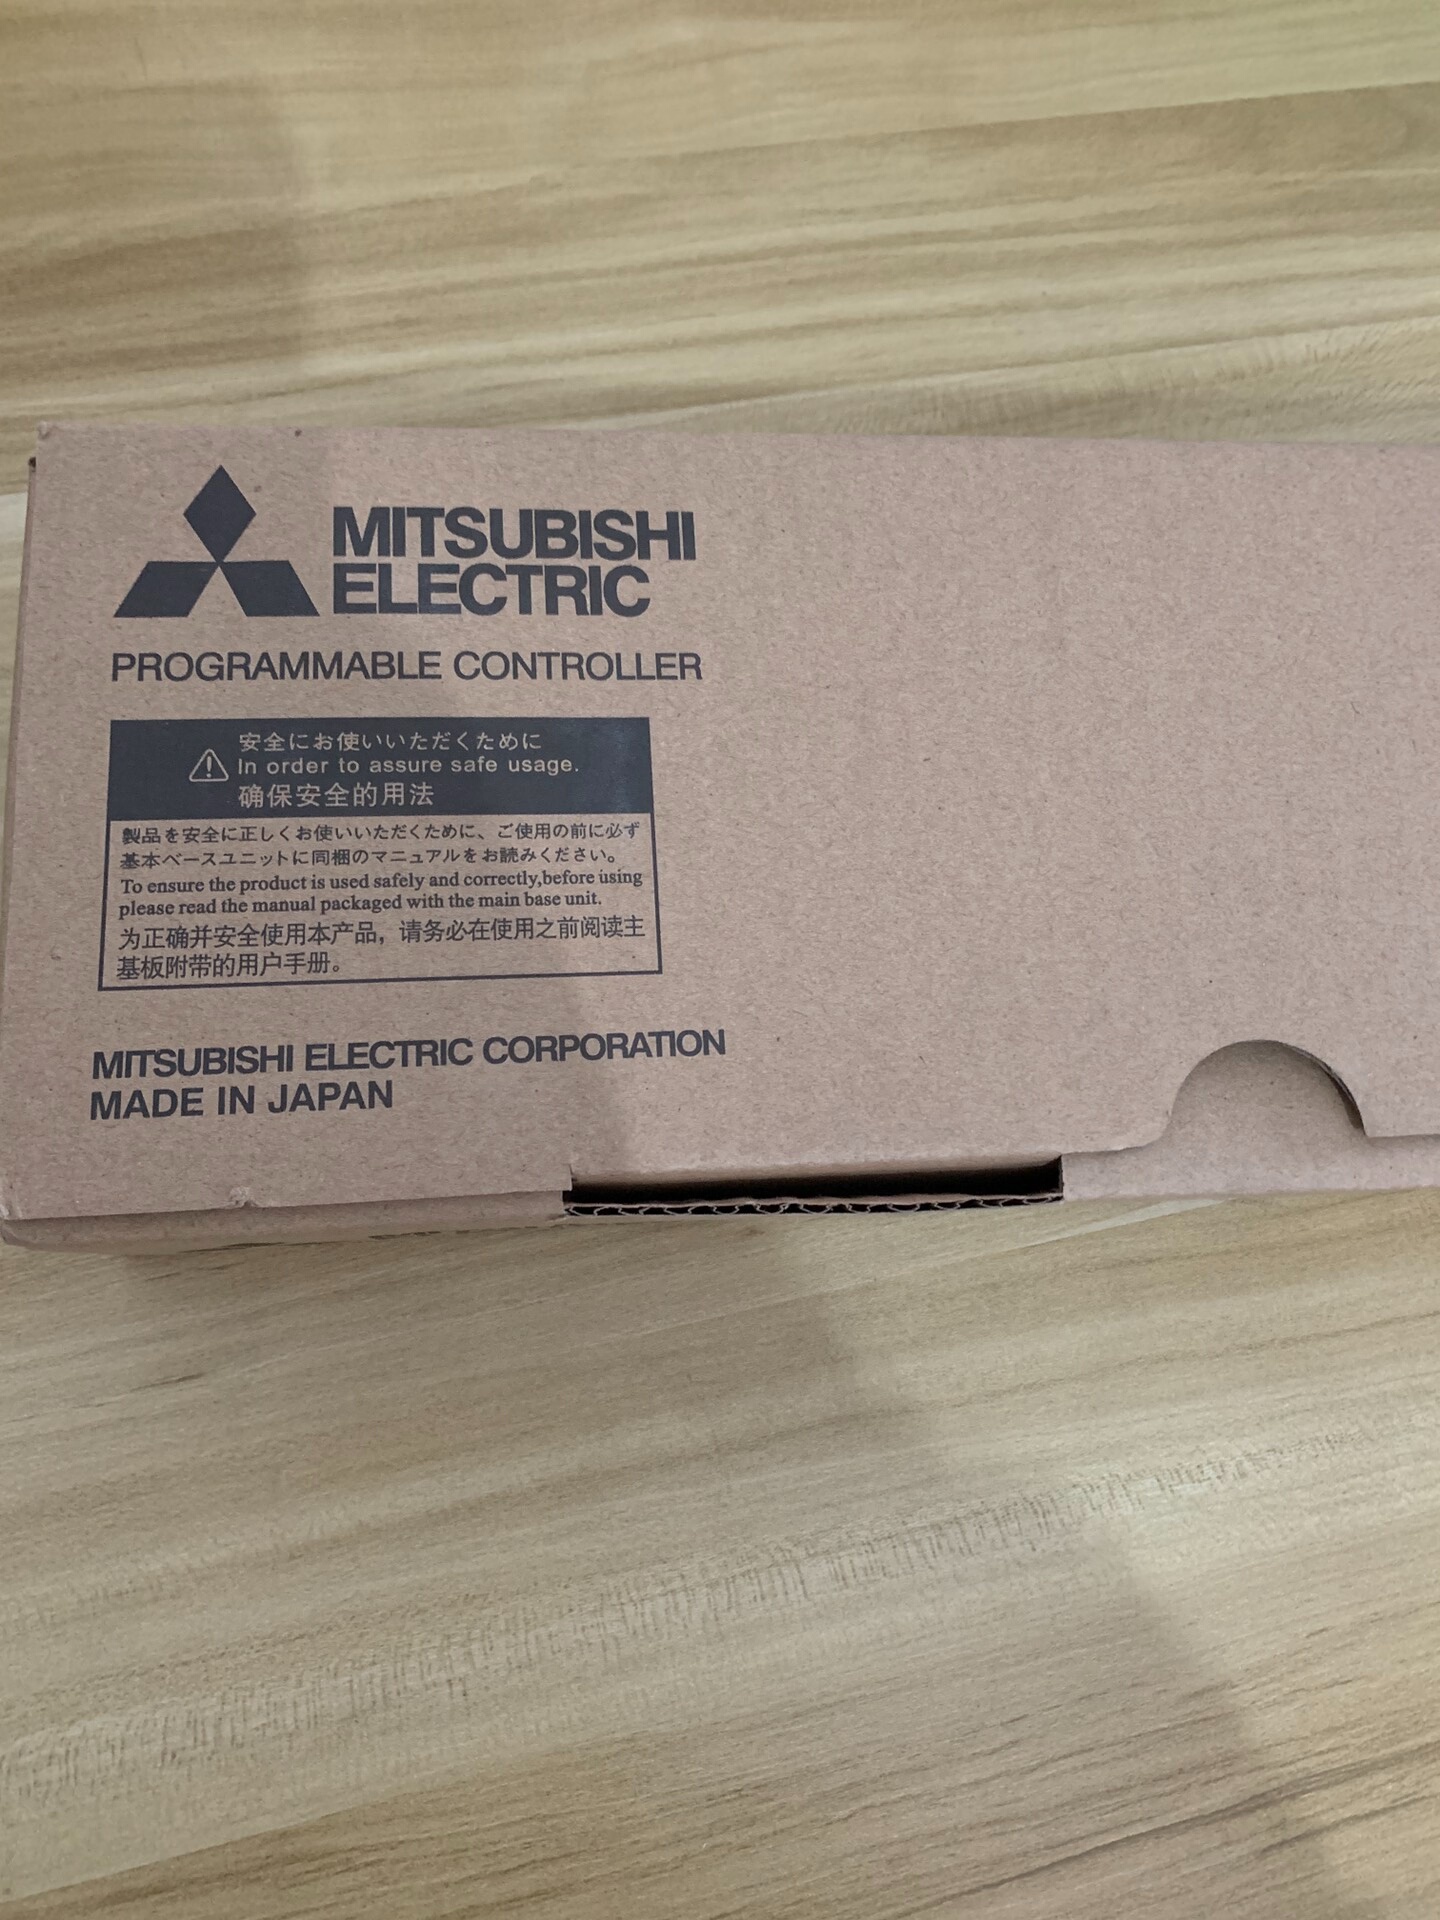 MITSUBISHI
ELECTRIC
PROGRAMMABLE CONTROLLER
安全にお使いいただくために
In order to assure safe usage.
确保安全的用法
製品を安全に正しくお使いいただくために、ご使用の前に必ず
基本ベースユニットに同梱のマニュアルをお読みください。
To ensure the product is used safely and correctly,before using
please read the manual packaged with the main base unit.
为正确并安全使用本产品，请务必在使用之前阅读主
基板附带的用户手册。
MITSUBISHI ELECTRIC CORPORATION
MADE IN JAPAN